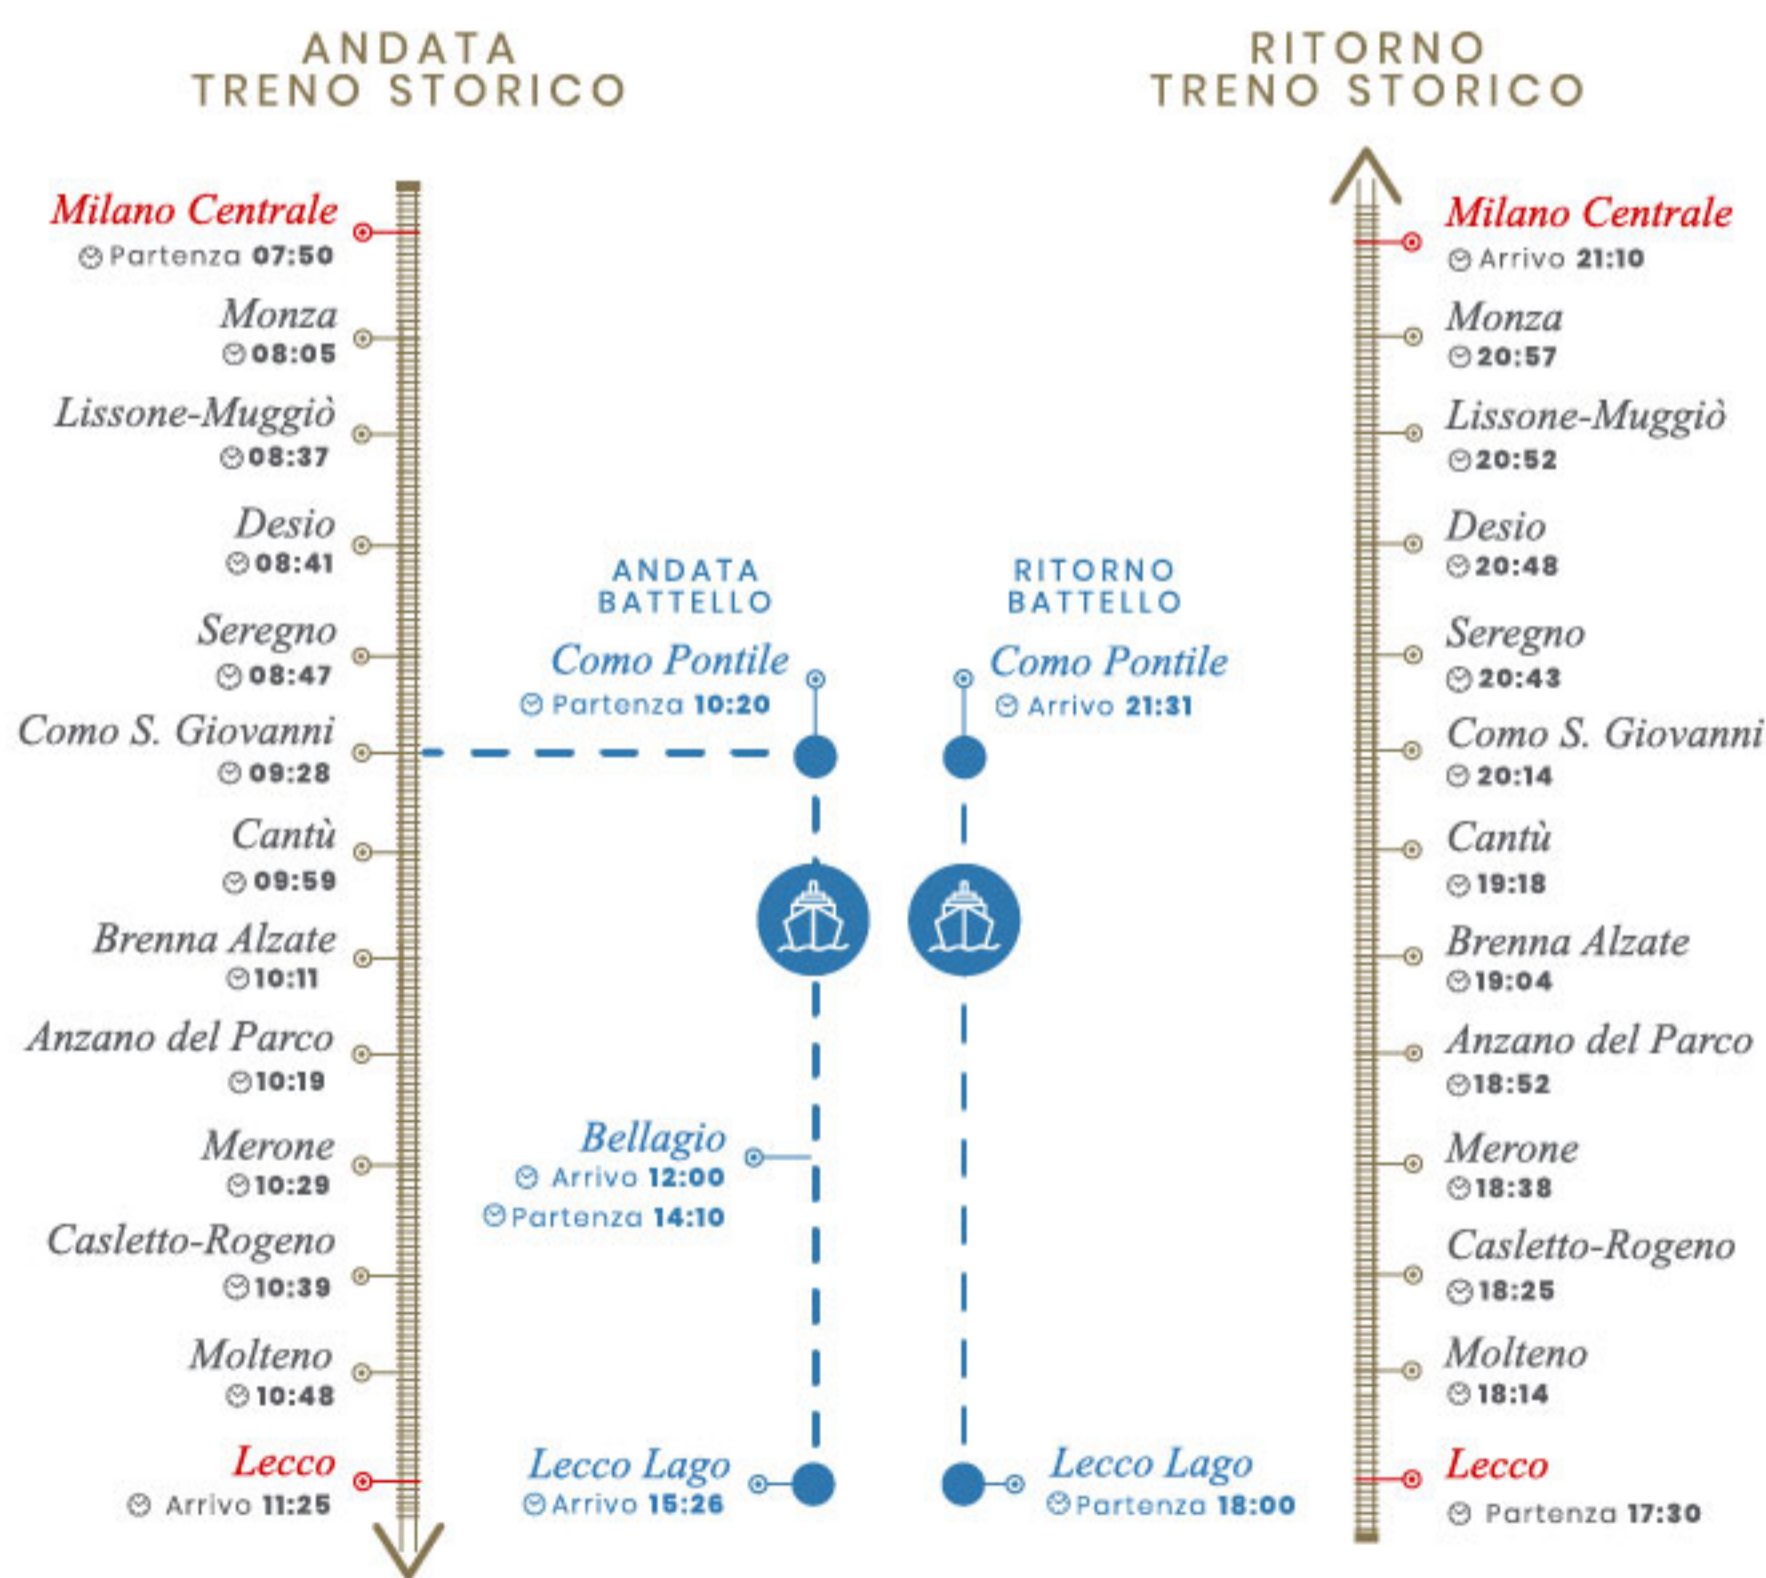 ANDATA
TRENO STORICO
Milano Centrale
Partenza 07:50
Monza
08:05
Lissone-Muggiò
08:37
Desio
08:41
Seregno
08:47
Como S. Giovanni
09:28
Cantù
09:59
Brenna Alzate
10:11
Anzano del Parco
10:19
Merone
10:29
Casletto-Rogeno
10:39
Molteno
10:48
Lecco
Arrivo 11:25
ANDATA
BATTELLO
Como Pontile
Partenza 10:20
Bellagio
Arrivo 12:00
Partenza 14:10
Lecco Lago
Arrivo 15:26
RITORNO
BATTELLO
Como Pontile
Arrivo 21:31
Lecco Lago
Partenza 18:00
RITORNO
TRENO STORICO
Milano Centrale
Arrivo 21:10
Monza
20:57
Lissone-Muggiò
20:52
Desio
20:48
Seregno
20:43
Como S. Giovanni
20:14
Cantù
19:18
Brenna Alzate
19:04
Anzano del Parco
18:52
Merone
18:38
Casletto-Rogeno
18:25
Molteno
18:14
Lecco
Partenza 17:30